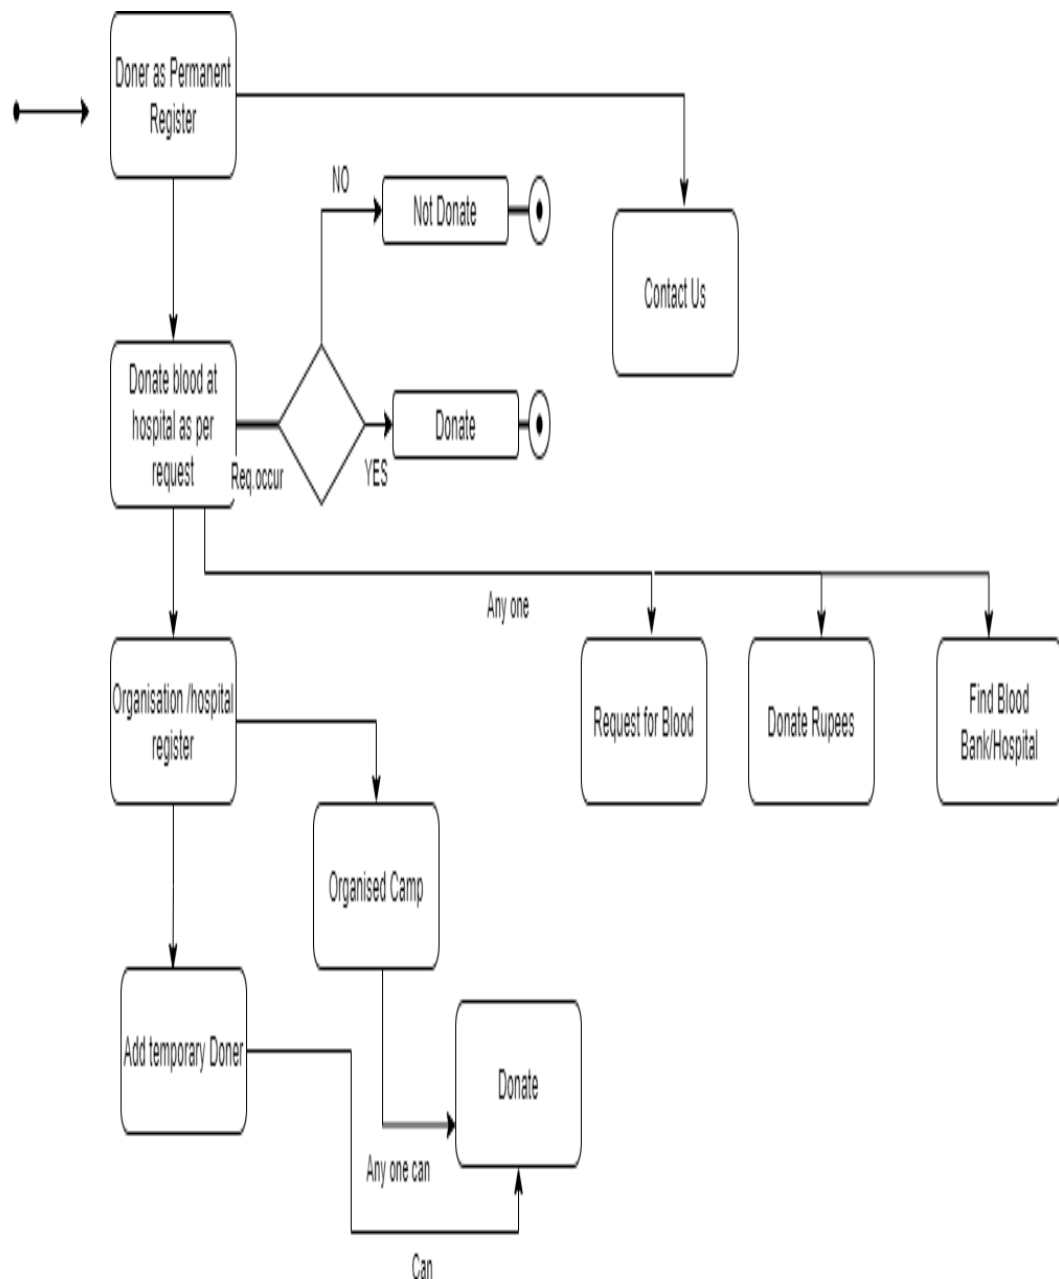 Doner as Permanent
Register
NO
Not Donate
Contact Us
Donate blood at
hospital as per
request
Req.occur
YES
Donate
Any one
Organisation /hospital
register
Request for Blood
Donate Rupees
Find Blood
Bank/Hospital
Organised Camp
Add temporary Doner
Donate
Any one can
Can